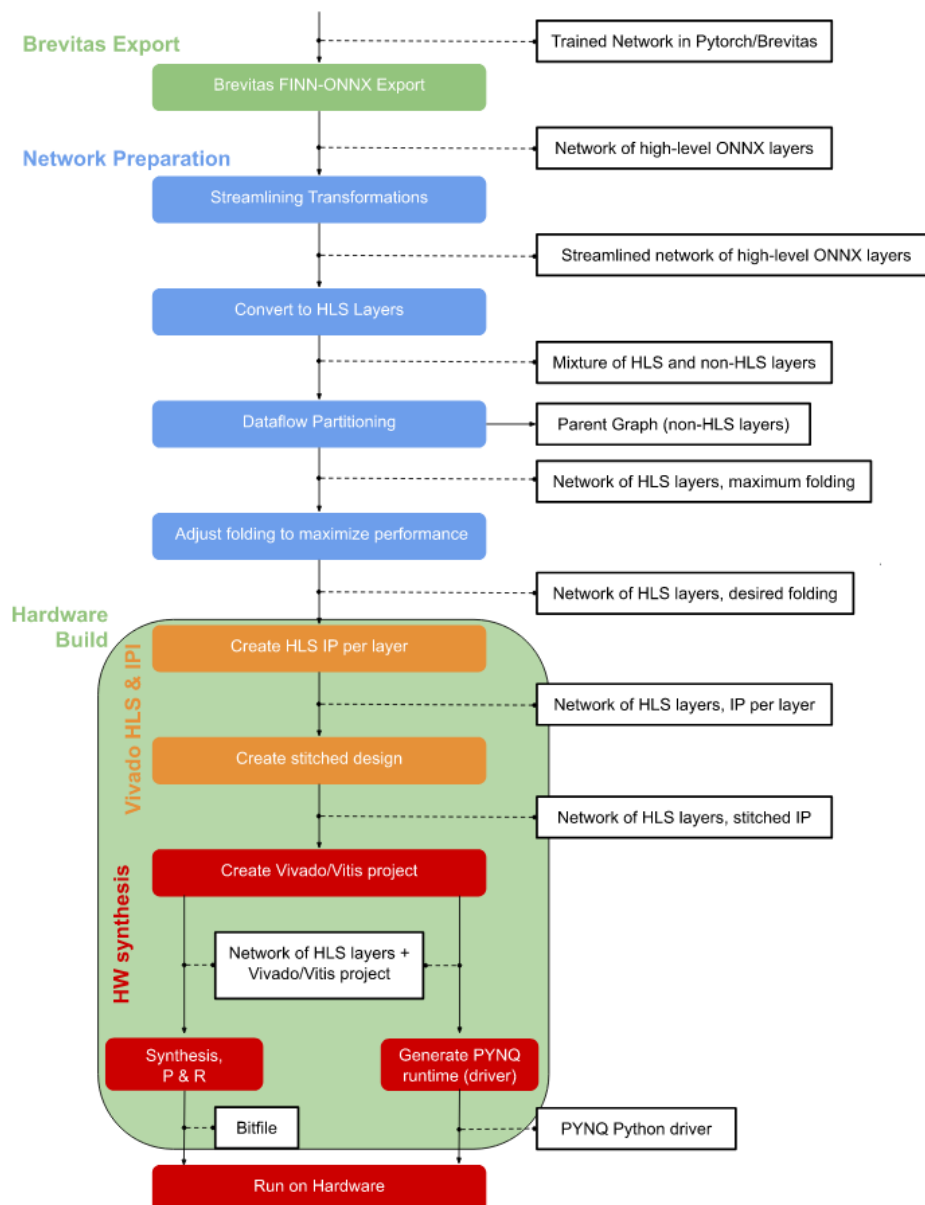 Brevitas Export
Trained Network in Pytorch/Brevitas
Brevitas FINN-ONNX Export
Network of high-level ONNX layers
Network Preparation
Streamlining Transformations
Streamlined network of high-level ONNX layers
Convert to HLS Layers
Mixture of HLS and non-HLS layers
Dataflow Partitioning
Parent Graph (non-HLS layers)
Network of HLS layers, maximum folding
Adjust folding to maximize performance
Network of HLS layers, desired folding
Hardware
Build
Vivado HLS & IPI
Create HLS IP per layer
Network of HLS layers, IP per layer
Create stitched design
Network of HLS layers, stitched IP
HW synthesis
Create Vivado/Vitis project
Network of HLS layers +
Vivado/Vitis project
Synthesis,
P & R
Generate PYNQ
runtime (driver)
Bitfile
PYNQ Python driver
Run on Hardware